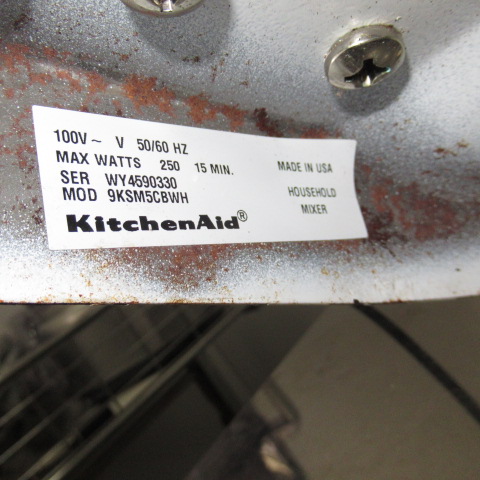 100V~ V 50/60 HZ
MAX WATTS 250 15 MIN.
SER WY4590330
MOD 9KSM5CBWH
KitchenAid®
MADE IN USA
HOUSEHOLD
MIXER